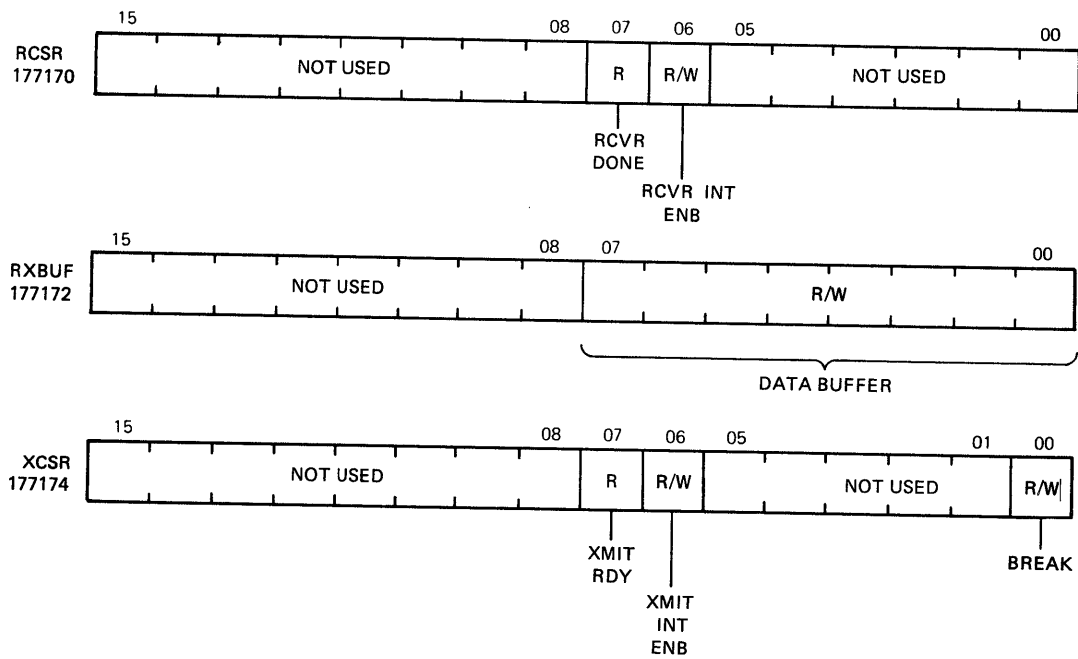 15 08 07 06 05 00
RCSR
177170
NOT USED R R/W NOT USED
RCVR
DONE
RCVR INT
ENB
15 08 07 00
RXBUF
177172
NOT USED R/W
DATA BUFFER
15 08 07 06 05 01 00
XCSR
177174
NOT USED R R/W NOT USED R/W
XMIT
RDY
BREAK
XMIT
INT
ENB